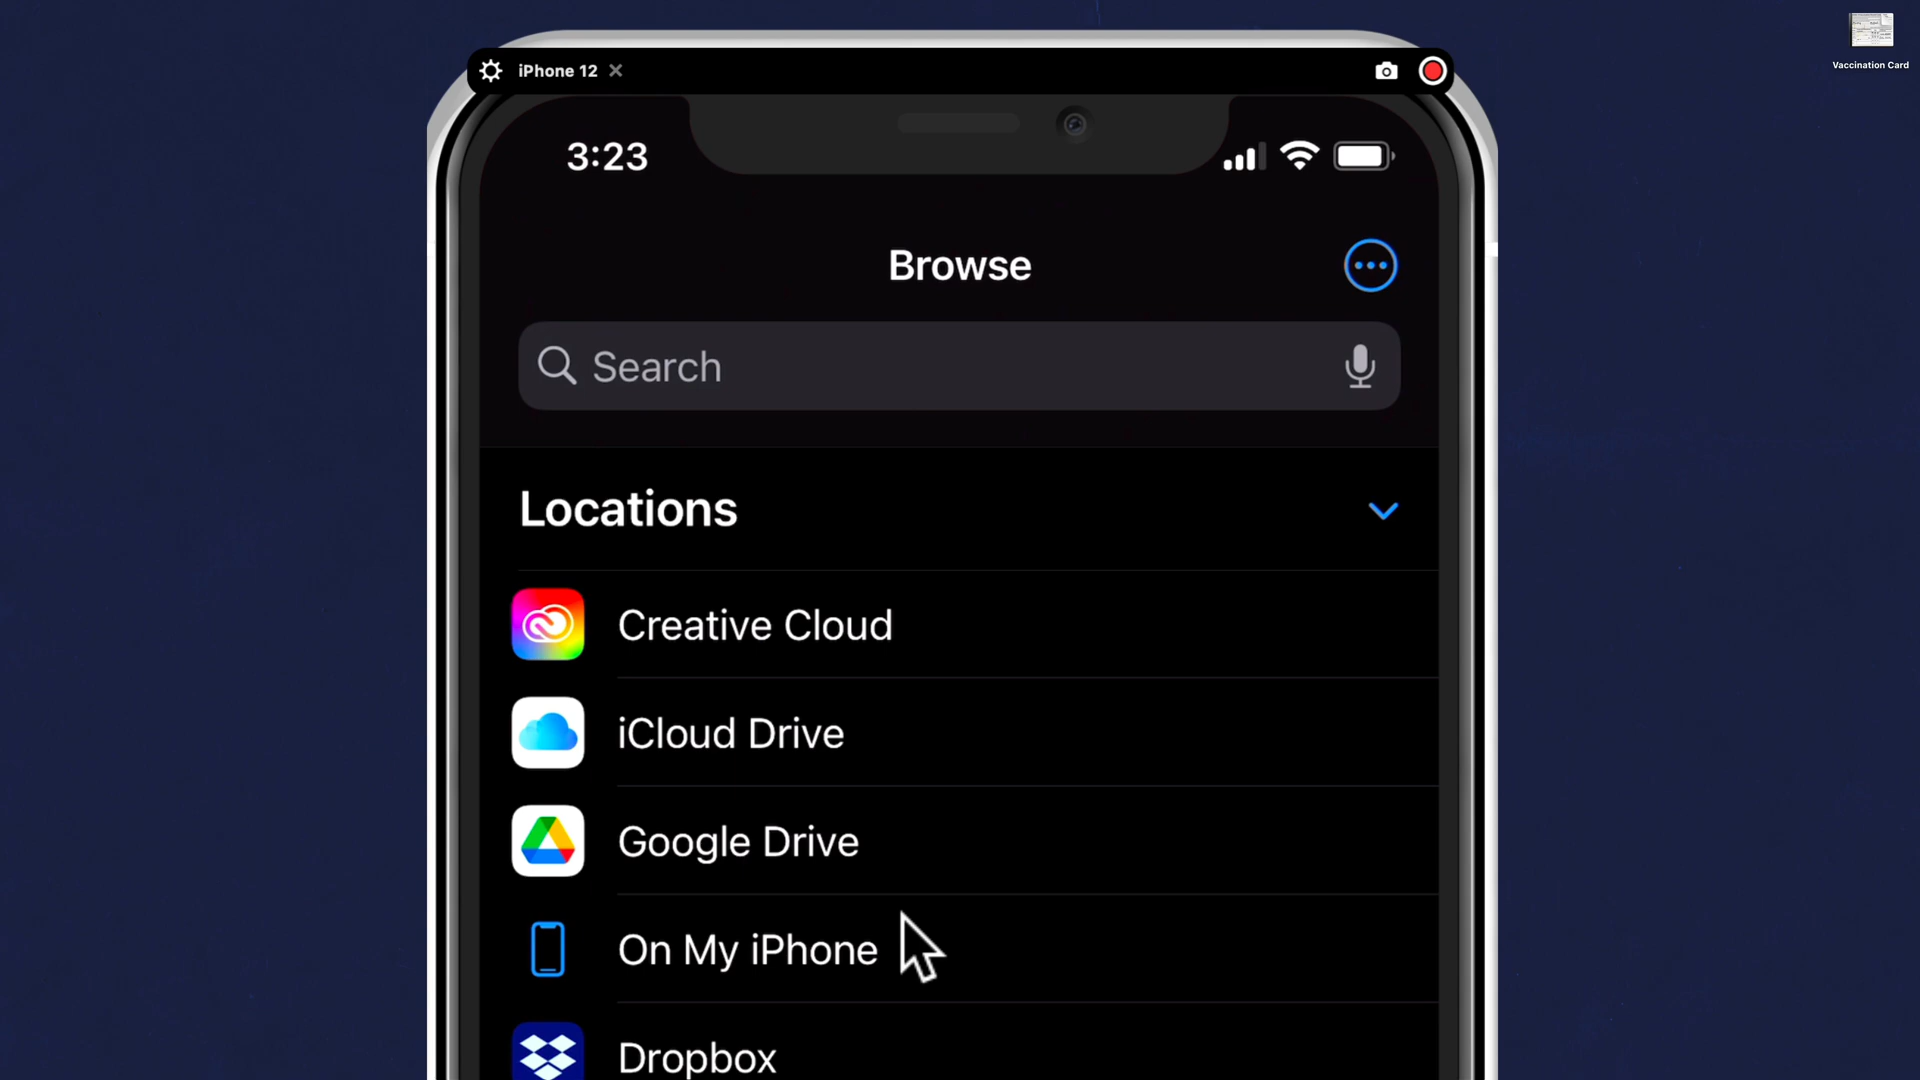 iPhone 12
Vaccination Card
3:23
Browse
Search
Locations
Creative Cloud
iCloud Drive
Google Drive
On My iPhone
Dropbox